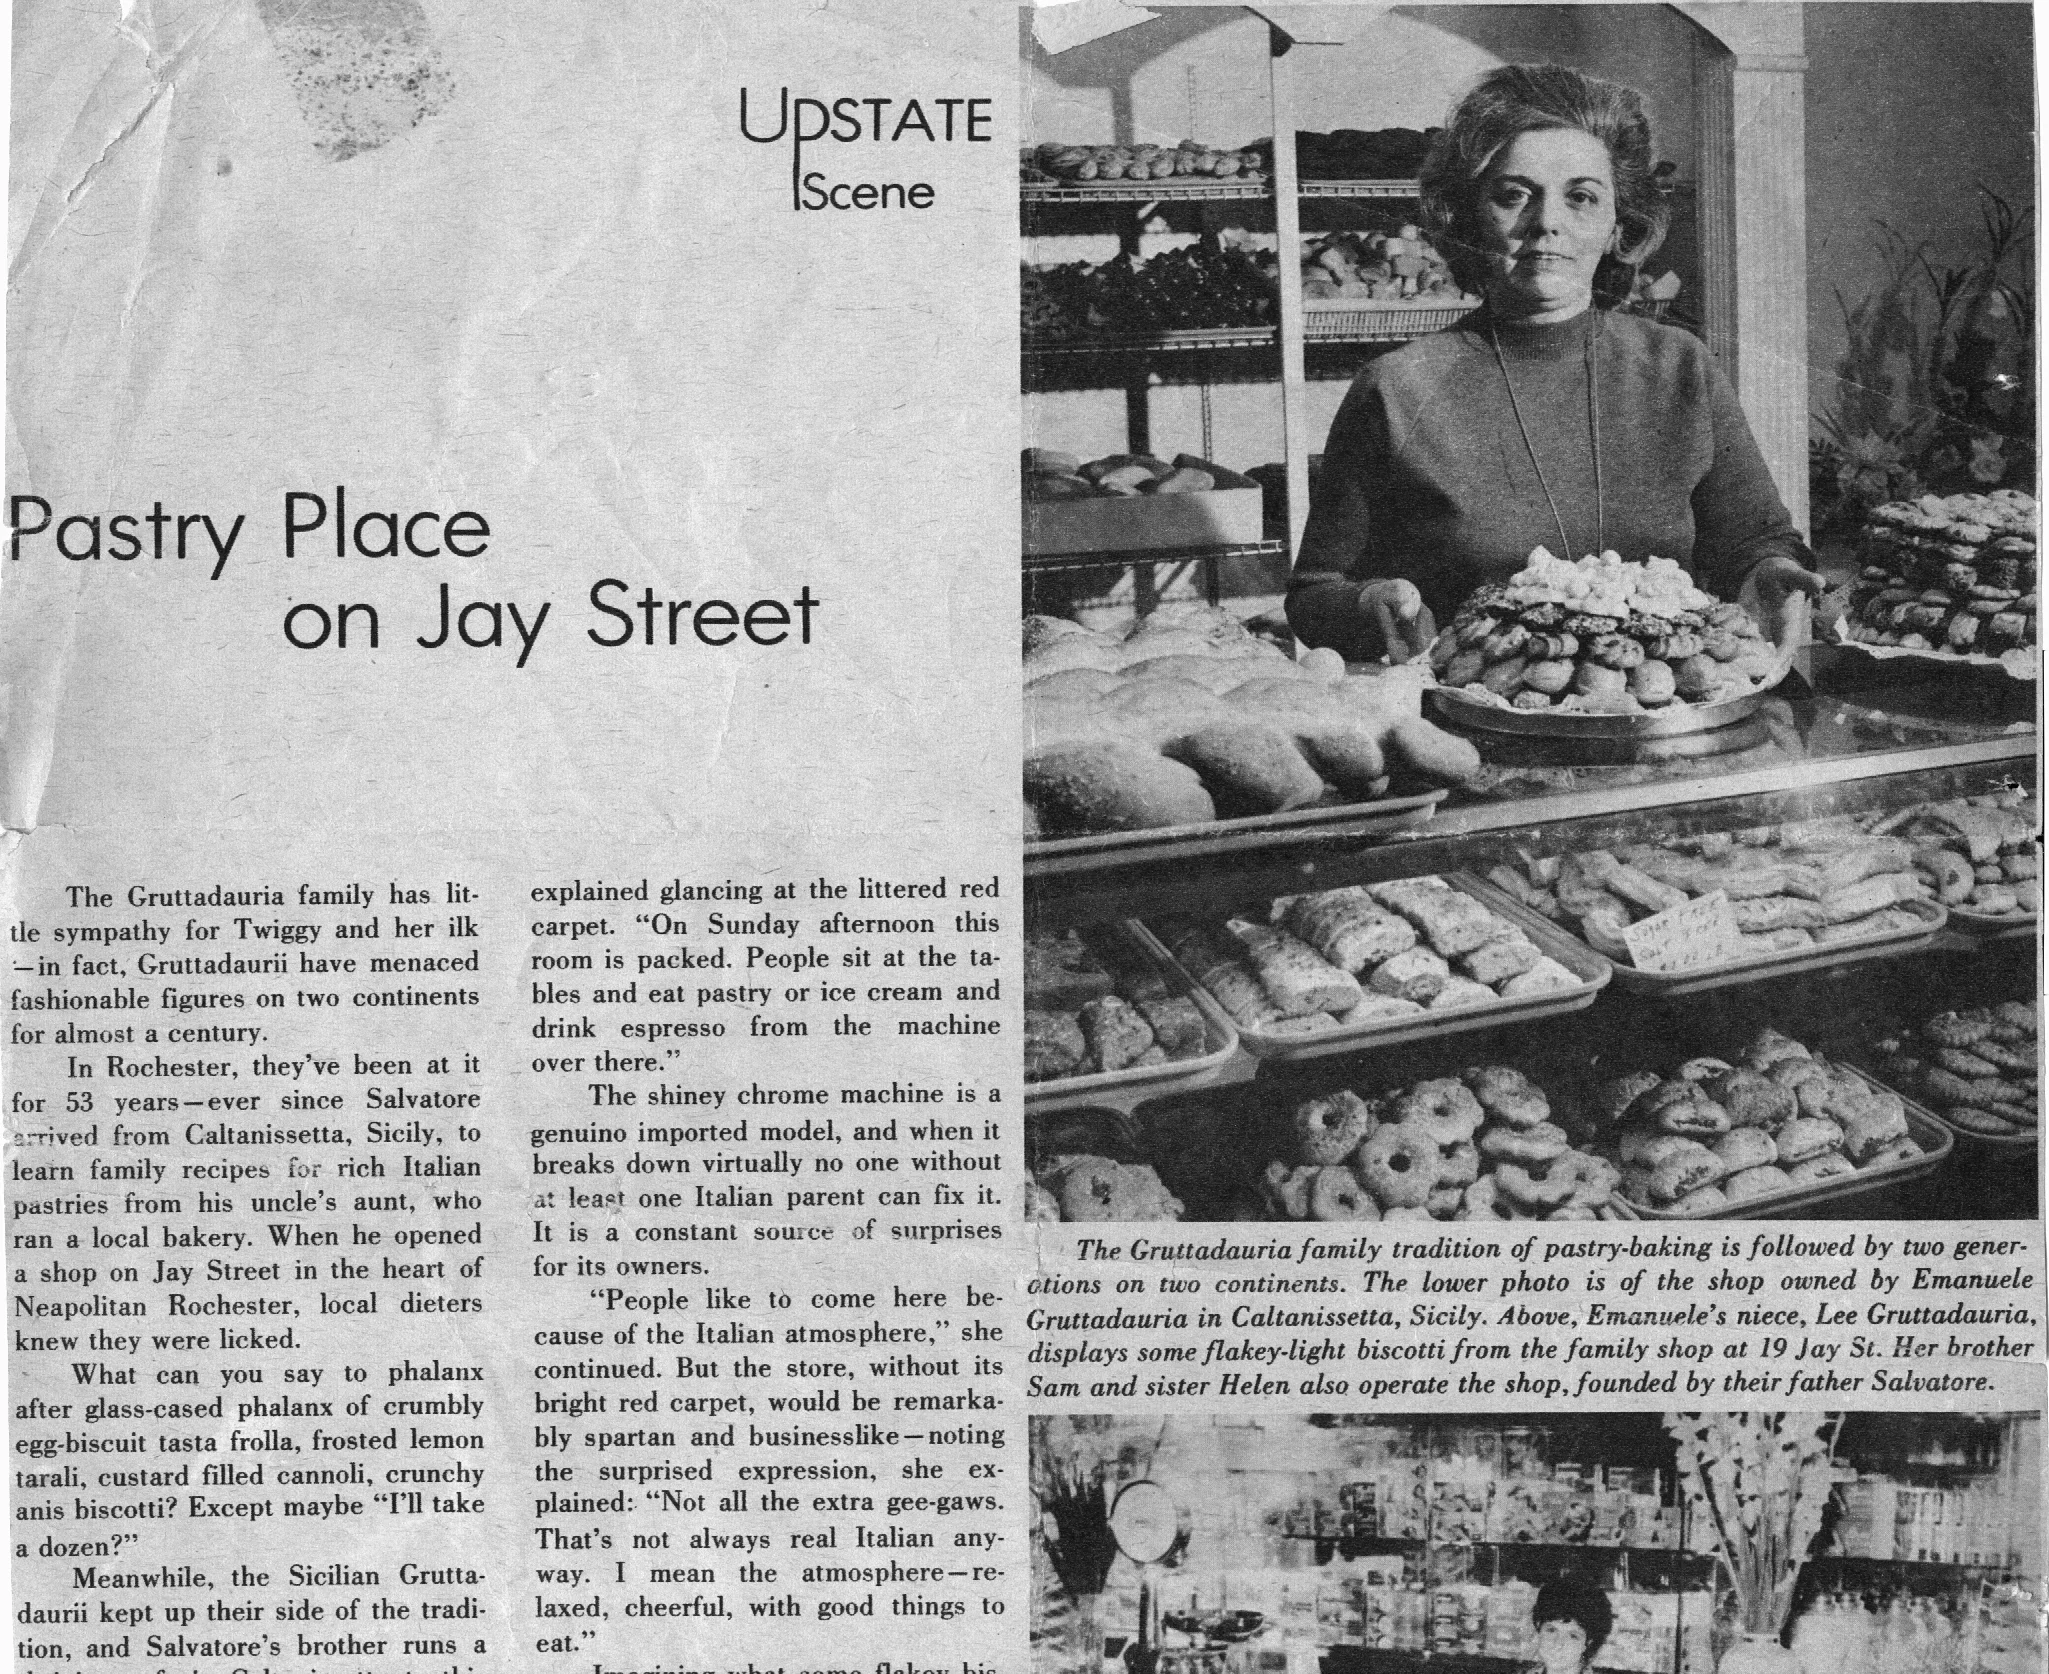 UpSTATE
Scene
Pastry Place
on Jay Street
The Gruttadauria family has lit-
tle sympathy for Twiggy and her ilk
—in fact, Gruttadaurii have menaced
fashionable figures on two continents
for almost a century.
In Rochester, they've been at it
for 53 years—ever since Salvatore
arrived from Caltanissetta, Sicily, to
learn family recipes for rich Italian
pastries from his uncle's aunt, who
ran a local bakery. When he opened
a shop on Jay Street in the heart of
Neapolitan Rochester, local dieters
knew they were licked.
What can you say to phalanx
after glass-cased phalanx of crumbly
egg-biscuit tasta frolla, frosted lemon
tarali, custard filled cannoli, crunchy
anis biscotti? Except maybe “I'll take
a dozen?”
Meanwhile, the Sicilian Grutta-
daurii kept up their side of the tradi-
tion, and Salvatore's brother runs a
explained glancing at the littered red
carpet. “On Sunday afternoon this
room is packed. People sit at the ta-
bles and eat pastry or ice cream and
drink espresso from the machine
over there.”
The shiney chrome machine is a
genuino imported model, and when it
breaks down virtually no one without
at least one Italian parent can fix it.
It is a constant source of surprises
for its owners.
“People like to come here be-
cause of the Italian atmosphere,” she
continued. But the store, without its
bright red carpet, would be remarka-
bly spartan and businesslike—noting
the surprised expression, she ex-
plained: “Not all the extra gee-gaws.
That's not always real Italian any-
way. I mean the atmosphere—re-
laxed, cheerful, with good things to
eat.”
Imagining what some flakey bis-
The Gruttadauria family tradition of pastry-baking is followed by two gener-
ations on two continents. The lower photo is of the shop owned by Emanuele
Gruttadauria in Caltanissetta, Sicily. Above, Emanuele's niece, Lee Gruttadauria,
displays some flakey-light biscotti from the family shop at 19 Jay St. Her brother
Sam and sister Helen also operate the shop, founded by their father Salvatore.